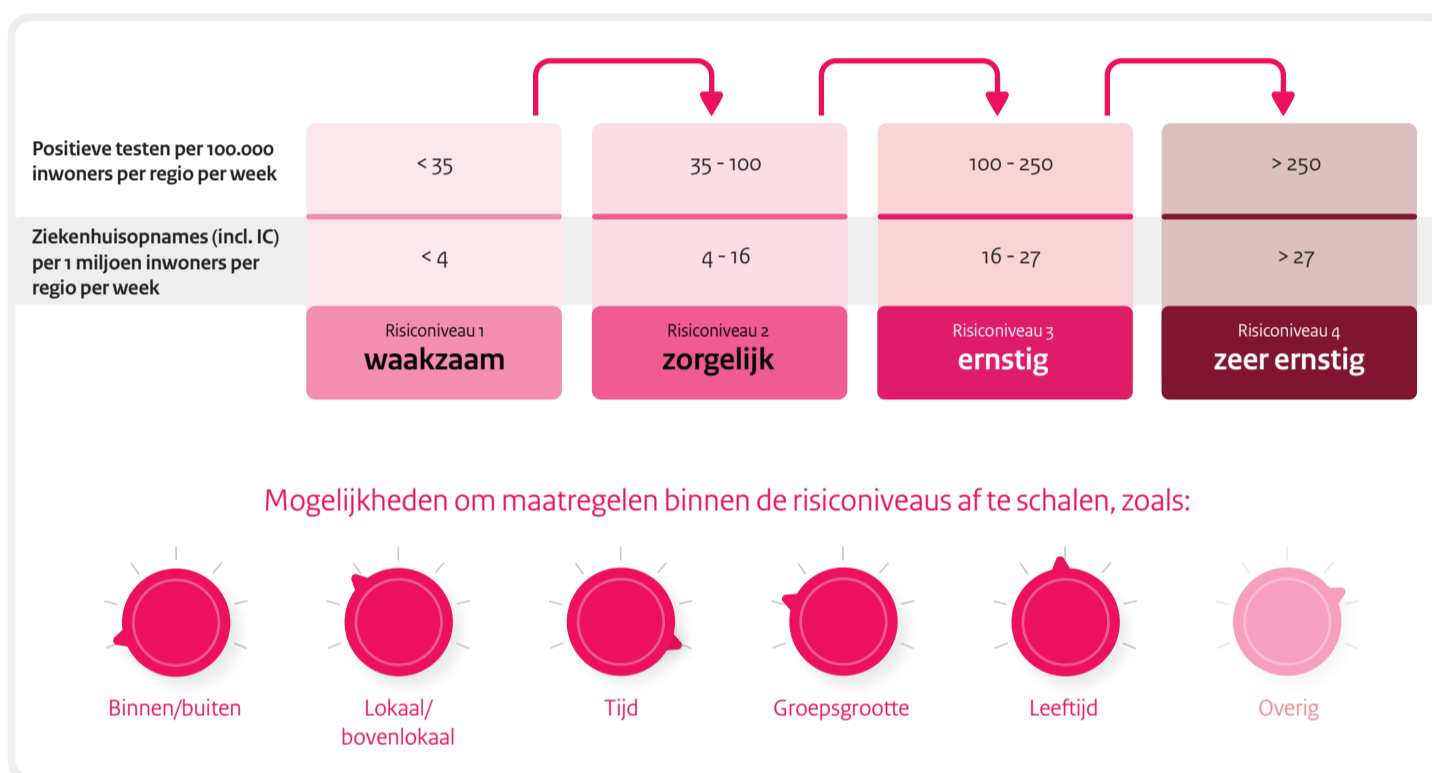 Positieve testen per 100.000
inwoners per regio per week
< 35
35 - 100
100 - 250
> 250
Ziekenhuisopnames (incl. IC)
per 1 miljoen inwoners per
regio per week
< 4
4 - 16
16 - 27
> 27
Risiconiveau 1
waakzaam
Risiconiveau 2
zorgelijk
Risiconiveau 3
ernstig
Risiconiveau 4
zeer ernstig
Mogelijkheden om maatregelen binnen de risiconiveaus af te schalen, zoals:
Binnen/buiten
Lokaal/
bovenlokaal
Tijd
Groepsgrootte
Leeftijd
Overig